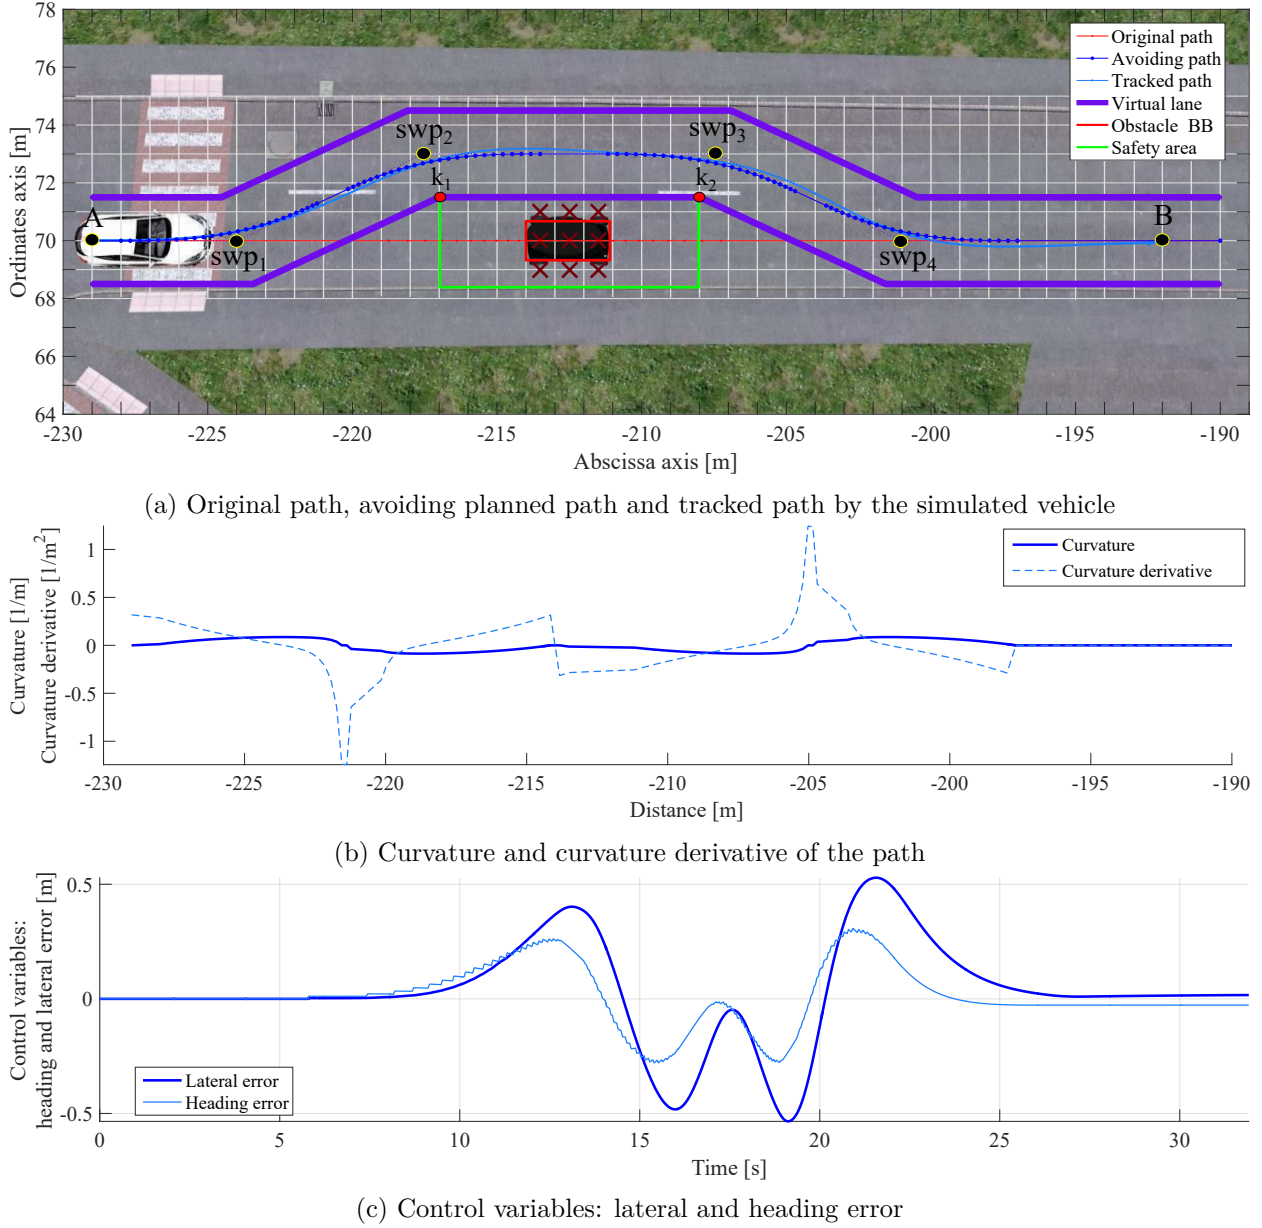 78
76
74
72
70
68
66
64
Ordinates axis [m]
Original path
Avoiding path
Tracked path
Virtual lane
Obstacle BB
Safety area
A
swp1
swp2
k1
swp3
k2
swp4
B
-230
-225
-220
-215
-210
-205
-200
-195
-190
Abscissa axis [m]
(a) Original path, avoiding planned path and tracked path by the simulated vehicle
Curvature [1/m]
Curvature derivative [1/m²]
1
0.5
0
-0.5
-1
Curvature
Curvature derivative
-230
-225
-220
-215
-210
-205
-200
-195
-190
Distance [m]
(b) Curvature and curvature derivative of the path
Control variables:
heading and lateral error [m]
0.5
0
-0.5
Lateral error
Heading error
0
5
10
15
20
25
30
Time [s]
(c) Control variables: lateral and heading error